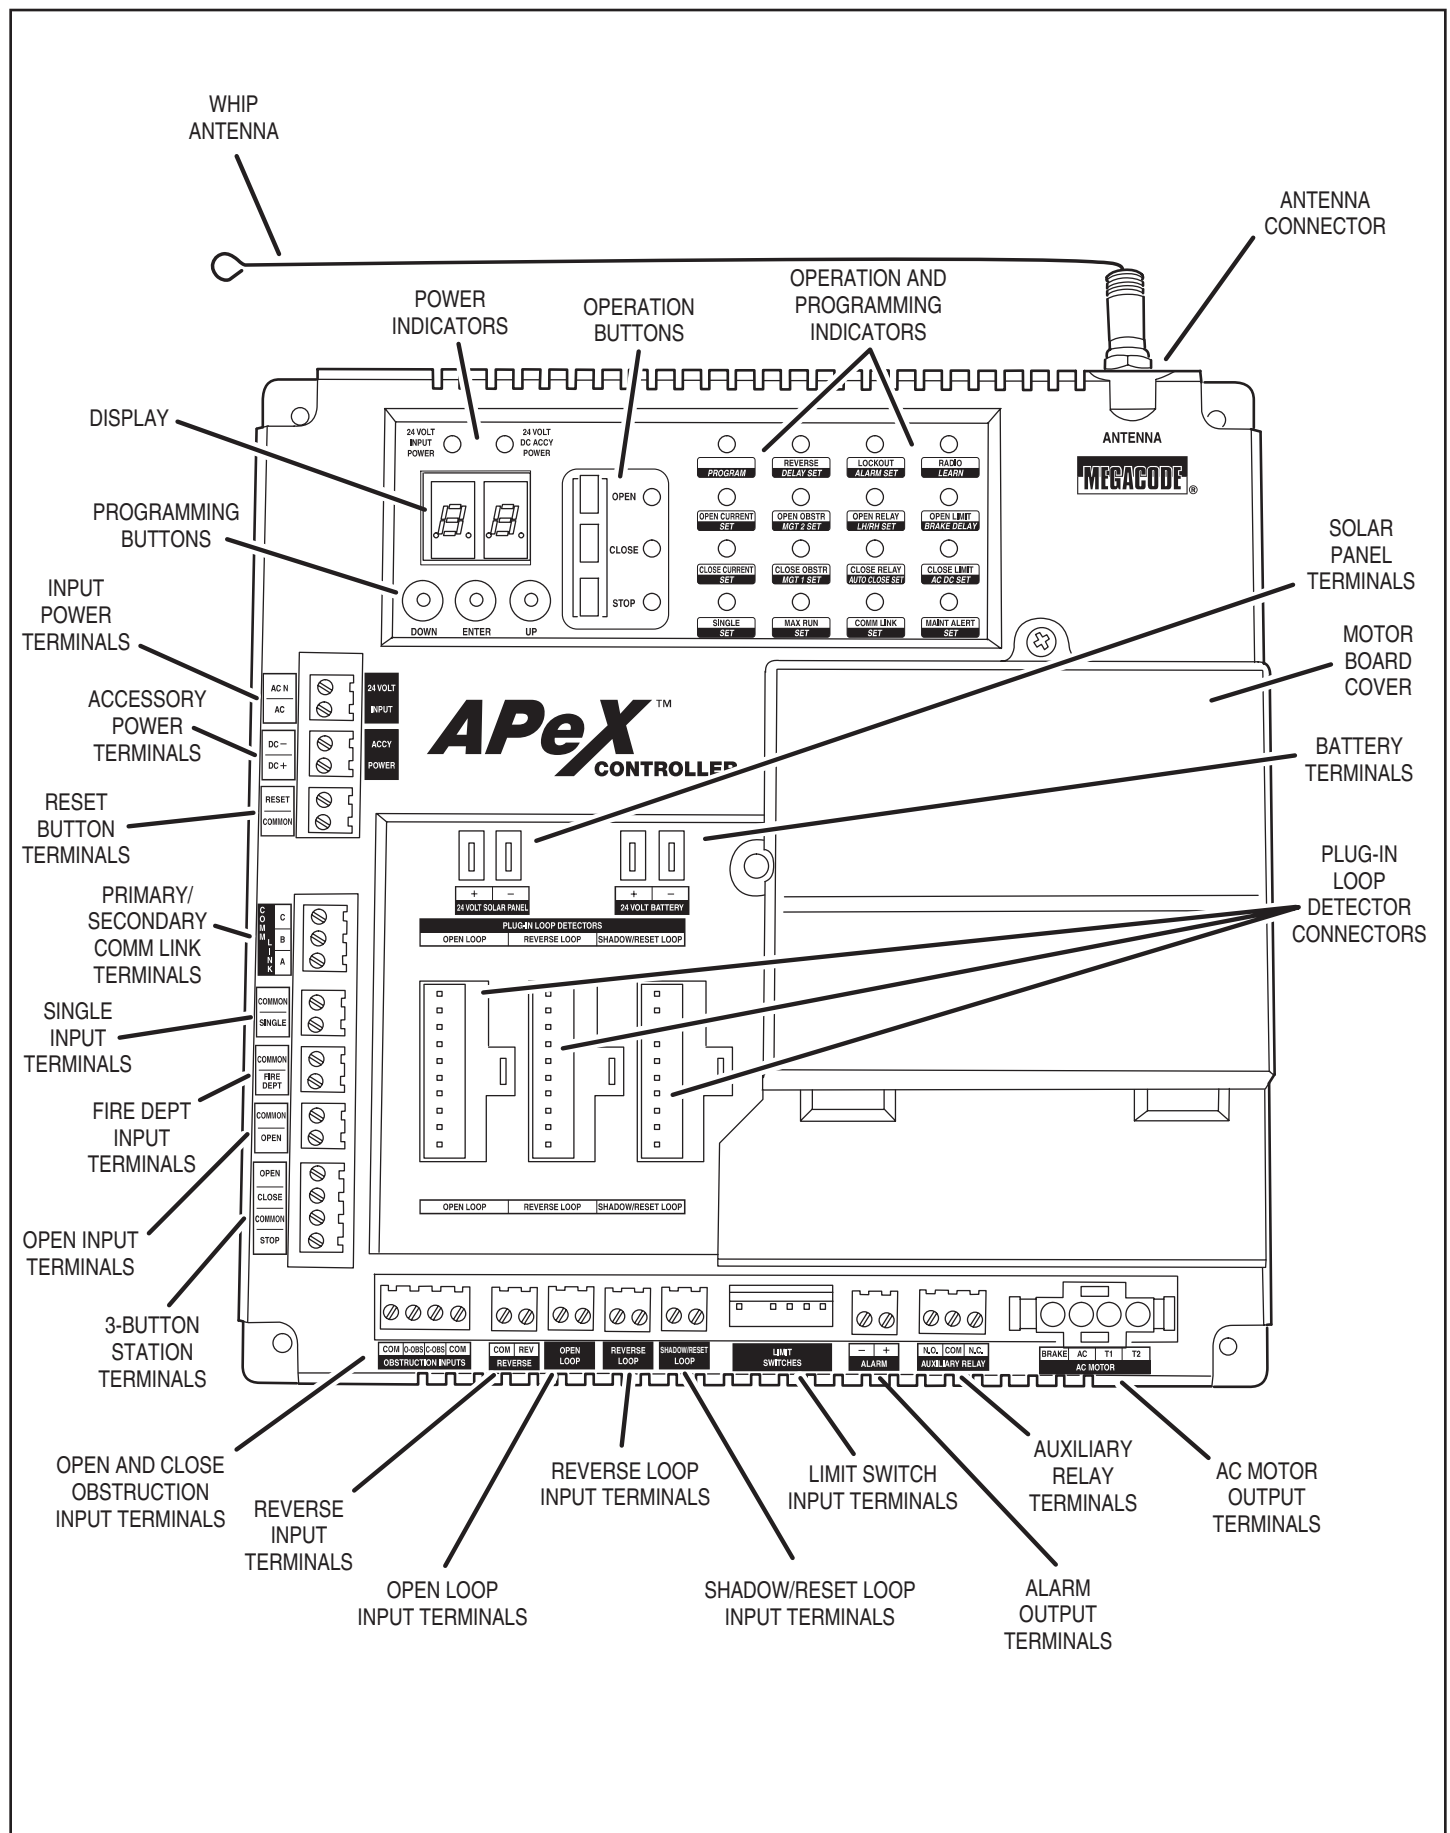 WHIP
ANTENNA
ANTENNA
CONNECTOR
POWER
INDICATORS
OPERATION
BUTTONS
OPERATION AND
PROGRAMMING
INDICATORS
DISPLAY
PROGRAMMING
BUTTONS
INPUT
POWER
TERMINALS
ACCESSORY
POWER
TERMINALS
RESET
BUTTON
TERMINALS
PRIMARY/
SECONDARY
COMM LINK
TERMINALS
SINGLE
INPUT
TERMINALS
FIRE DEPT
INPUT
TERMINALS
OPEN INPUT
TERMINALS
3-BUTTON
STATION
TERMINALS
24 VOLT
INPUT
POWER
24 VOLT
DC ACCY
POWER
8. 8.
DOWN ENTER UP
OPEN
CLOSE
STOP
PROGRAM
REVERSE
DELAY SET
LOCKOUT
ALARM SET
RADIO
LEARN
OPEN CURRENT
SET
OPEN OBSTR
MGT 2 SET
OPEN RELAY
LH/RH SET
OPEN LIMIT
BRAKE DELAY
CLOSE CURRENT
SET
CLOSE OBSTR
MGT 1 SET
CLOSE RELAY
AUTO CLOSE SET
CLOSE LIMIT
AC DC SET
SINGLE
SET
MAX RUN
SET
COMM LINK
SET
MAINT ALERT
SET
ANTENNA
MEGACODE ®
SOLAR
PANEL
TERMINALS
MOTOR
BOARD
COVER
BATTERY
TERMINALS
PLUG-IN
LOOP
DETECTOR
CONNECTORS
AC N
AC
24 VOLT
INPUT
DC –
DC +
ACCY
POWER
RESET
COMMON
COMM LINK
C
B
A
COMMON
SINGLE
COMMON
FIRE
DEPT
COMMON
OPEN
OPEN
CLOSE
COMMON
STOP
APeX ™
CONTROLLER
+ –
24 VOLT SOLAR PANEL
+ –
24 VOLT BATTERY
PLUG-IN LOOP DETECTORS
OPEN LOOP REVERSE LOOP SHADOW/RESET LOOP
OPEN LOOP REVERSE LOOP SHADOW/RESET LOOP
COM O-OBS C-OBS COM
OBSTRUCTION INPUTS
COM REV
REVERSE
OPEN
LOOP
REVERSE
LOOP
SHADOW/RESET
LOOP
LIMIT
SWITCHES
– +
ALARM
N.O. COM N.C.
AUXILIARY RELAY
BRAKE AC T1 T2
AC MOTOR
OPEN AND CLOSE
OBSTRUCTION
INPUT TERMINALS
REVERSE
INPUT
TERMINALS
OPEN LOOP
INPUT TERMINALS
REVERSE LOOP
INPUT TERMINALS
SHADOW/RESET LOOP
INPUT TERMINALS
LIMIT SWITCH
INPUT TERMINALS
ALARM
OUTPUT
TERMINALS
AUXILIARY
RELAY
TERMINALS
AC MOTOR
OUTPUT
TERMINALS